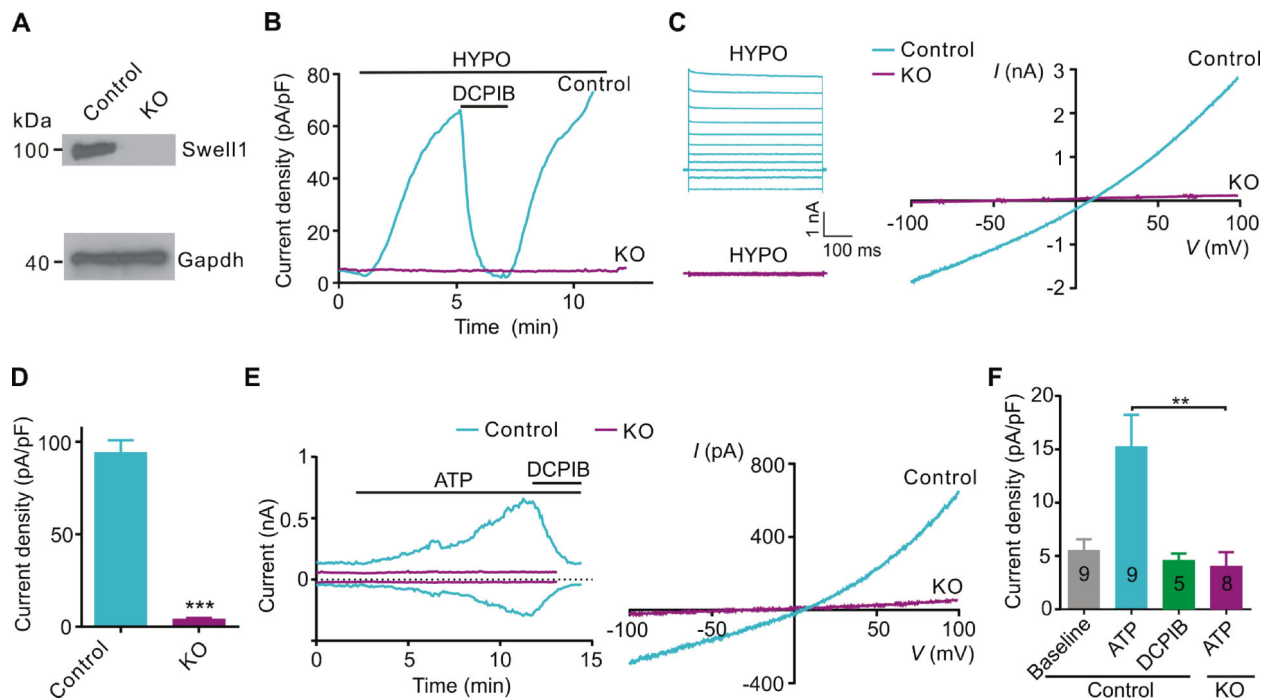 A
Control
KO
kDa
100
Swell1
40
Gapdh
B
HYPO
DCPIB
Control
KO
Current density (pA/pF)
80
60
40
20
0
0
5
10
Time (min)
C
HYPO
HYPO
1 nA
100 ms
Control
KO
I (nA)
3
2
1
-1
-2
-100
-50
50
100
KO
V (mV)
D
Current density (pA/pF)
100
50
0
***
Control
KO
E
Control
KO
ATP
DCPIB
Current (nA)
1
0.5
0
0
5
10
15
Time (min)
I (pA)
800
400
-400
Control
KO
-100
-50
50
100
V (mV)
F
Current density (pA/pF)
20
15
10
5
0
**
9
9
5
8
Baseline
ATP
DCPIB
ATP
Control
KO